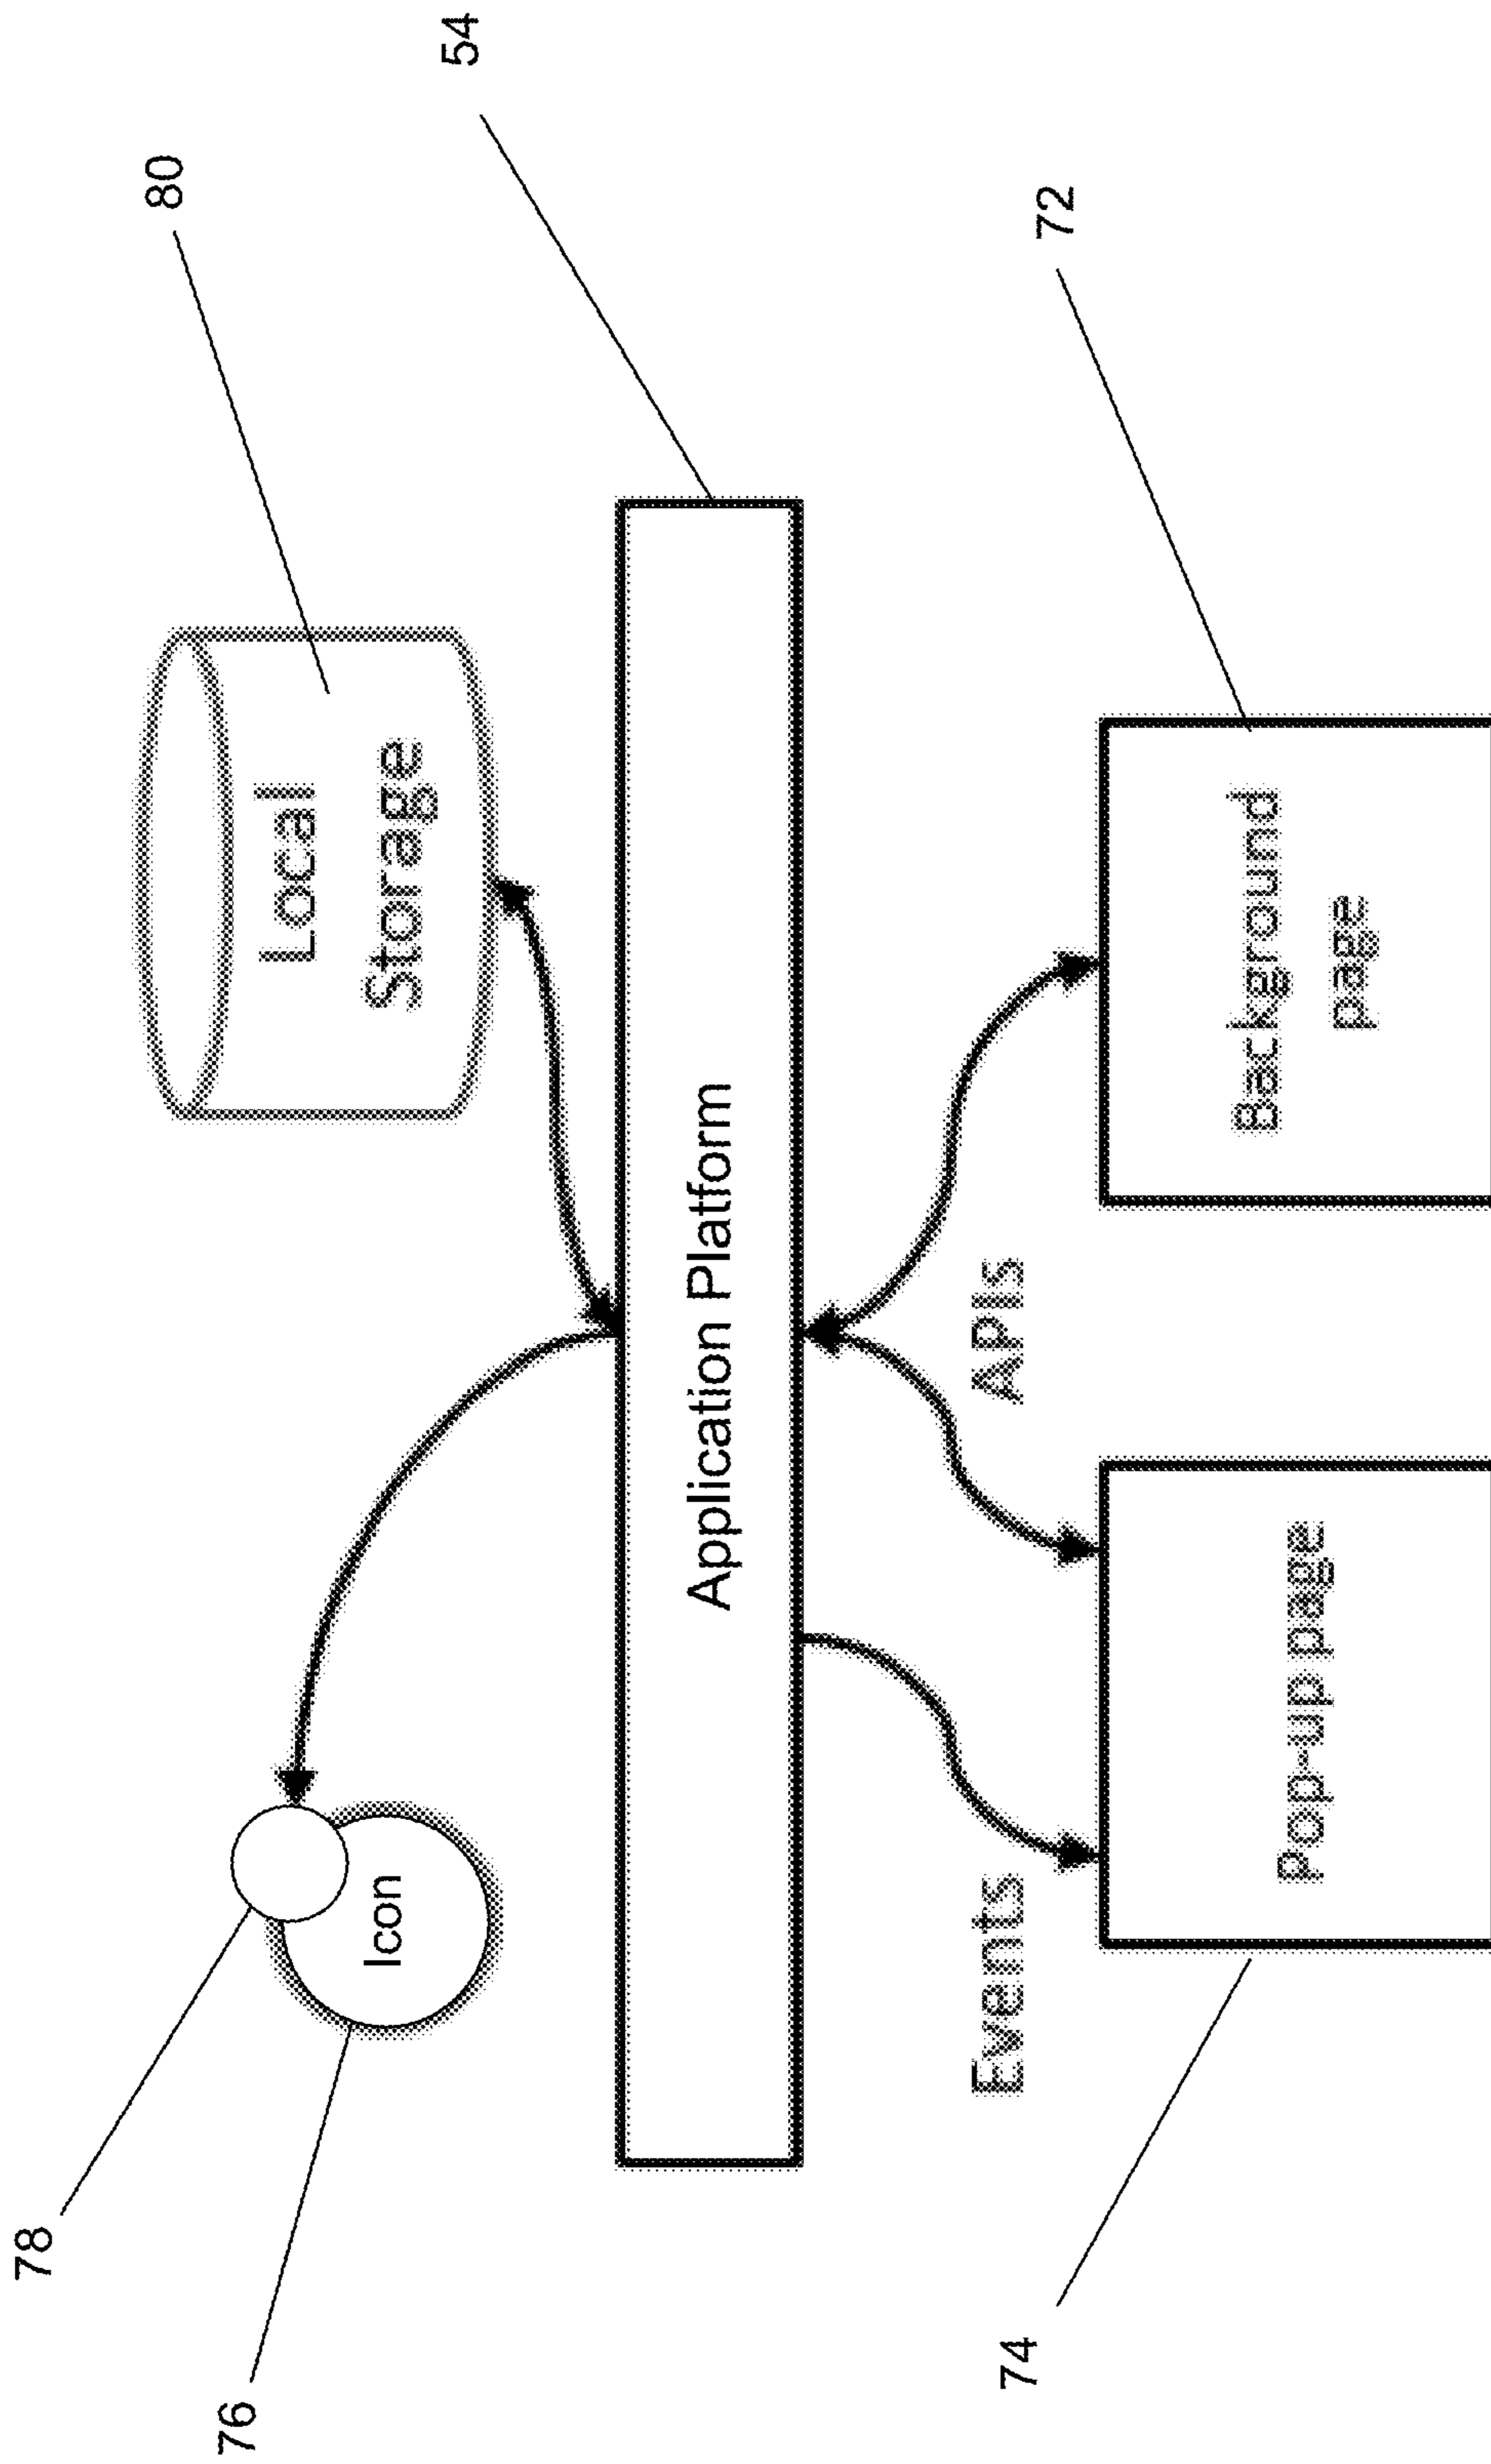 78
76
Icon
Local
Storage
80
54
Application Platform
Events
APIs
72
74
Pop-up page
Background
page